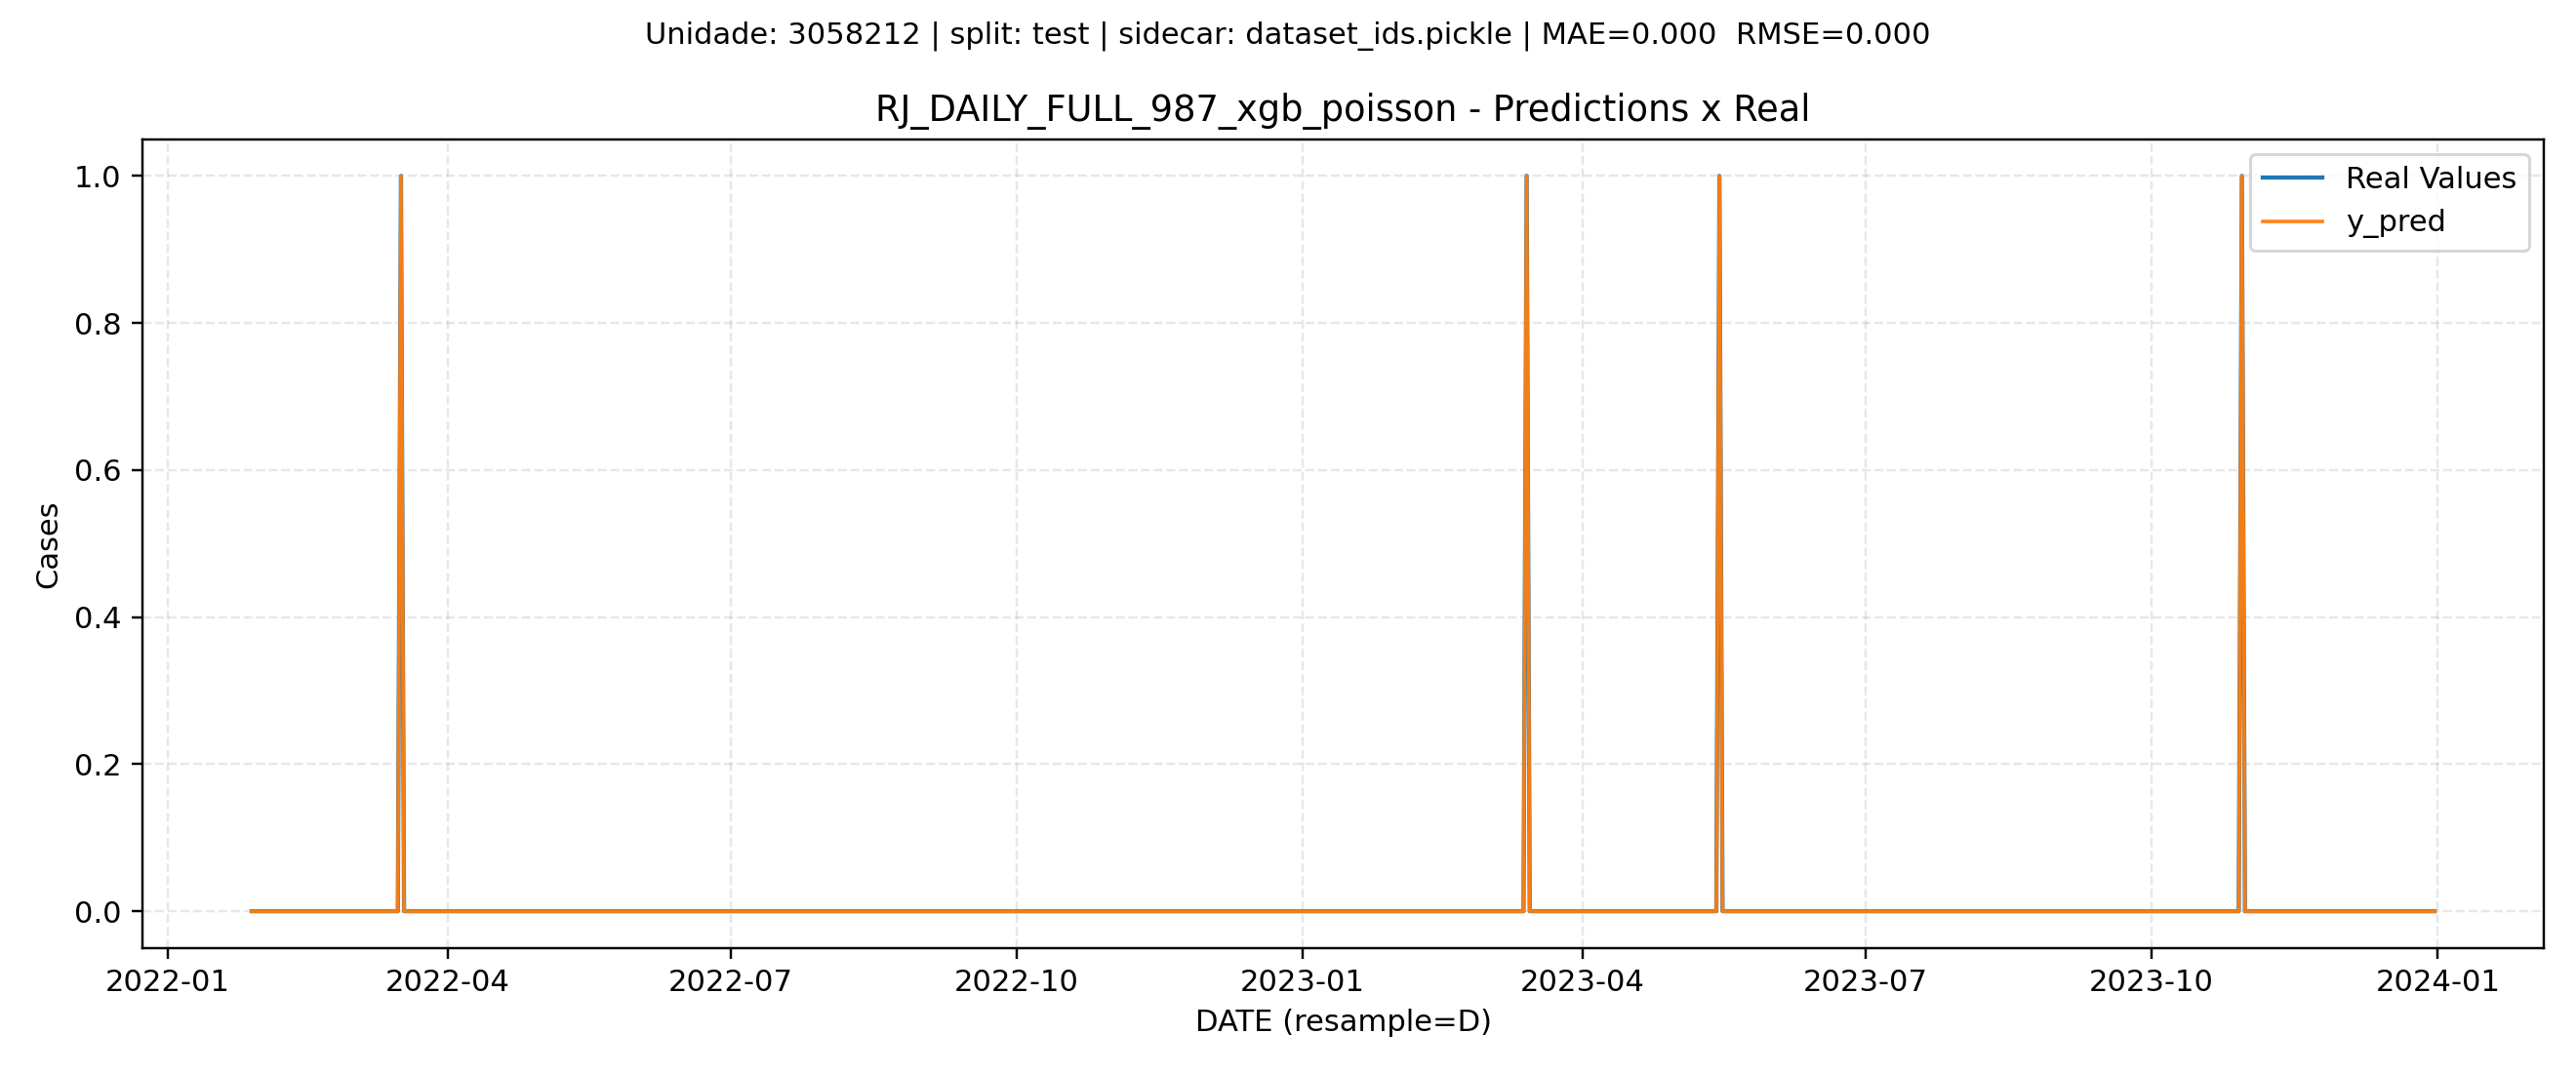 Unidade: 3058212 | split: test | sidecar: dataset_ids.pickle | MAE=0.000  RMSE=0.000
RJ_DAILY_FULL_987_xgb_poisson - Predictions x Real
Real Values
y_pred
1.0
0.8
0.6
0.4
0.2
0.0
Cases
2022-01
2022-04
2022-07
2022-10
2023-01
2023-04
2023-07
2023-10
2024-01
DATE (resample=D)